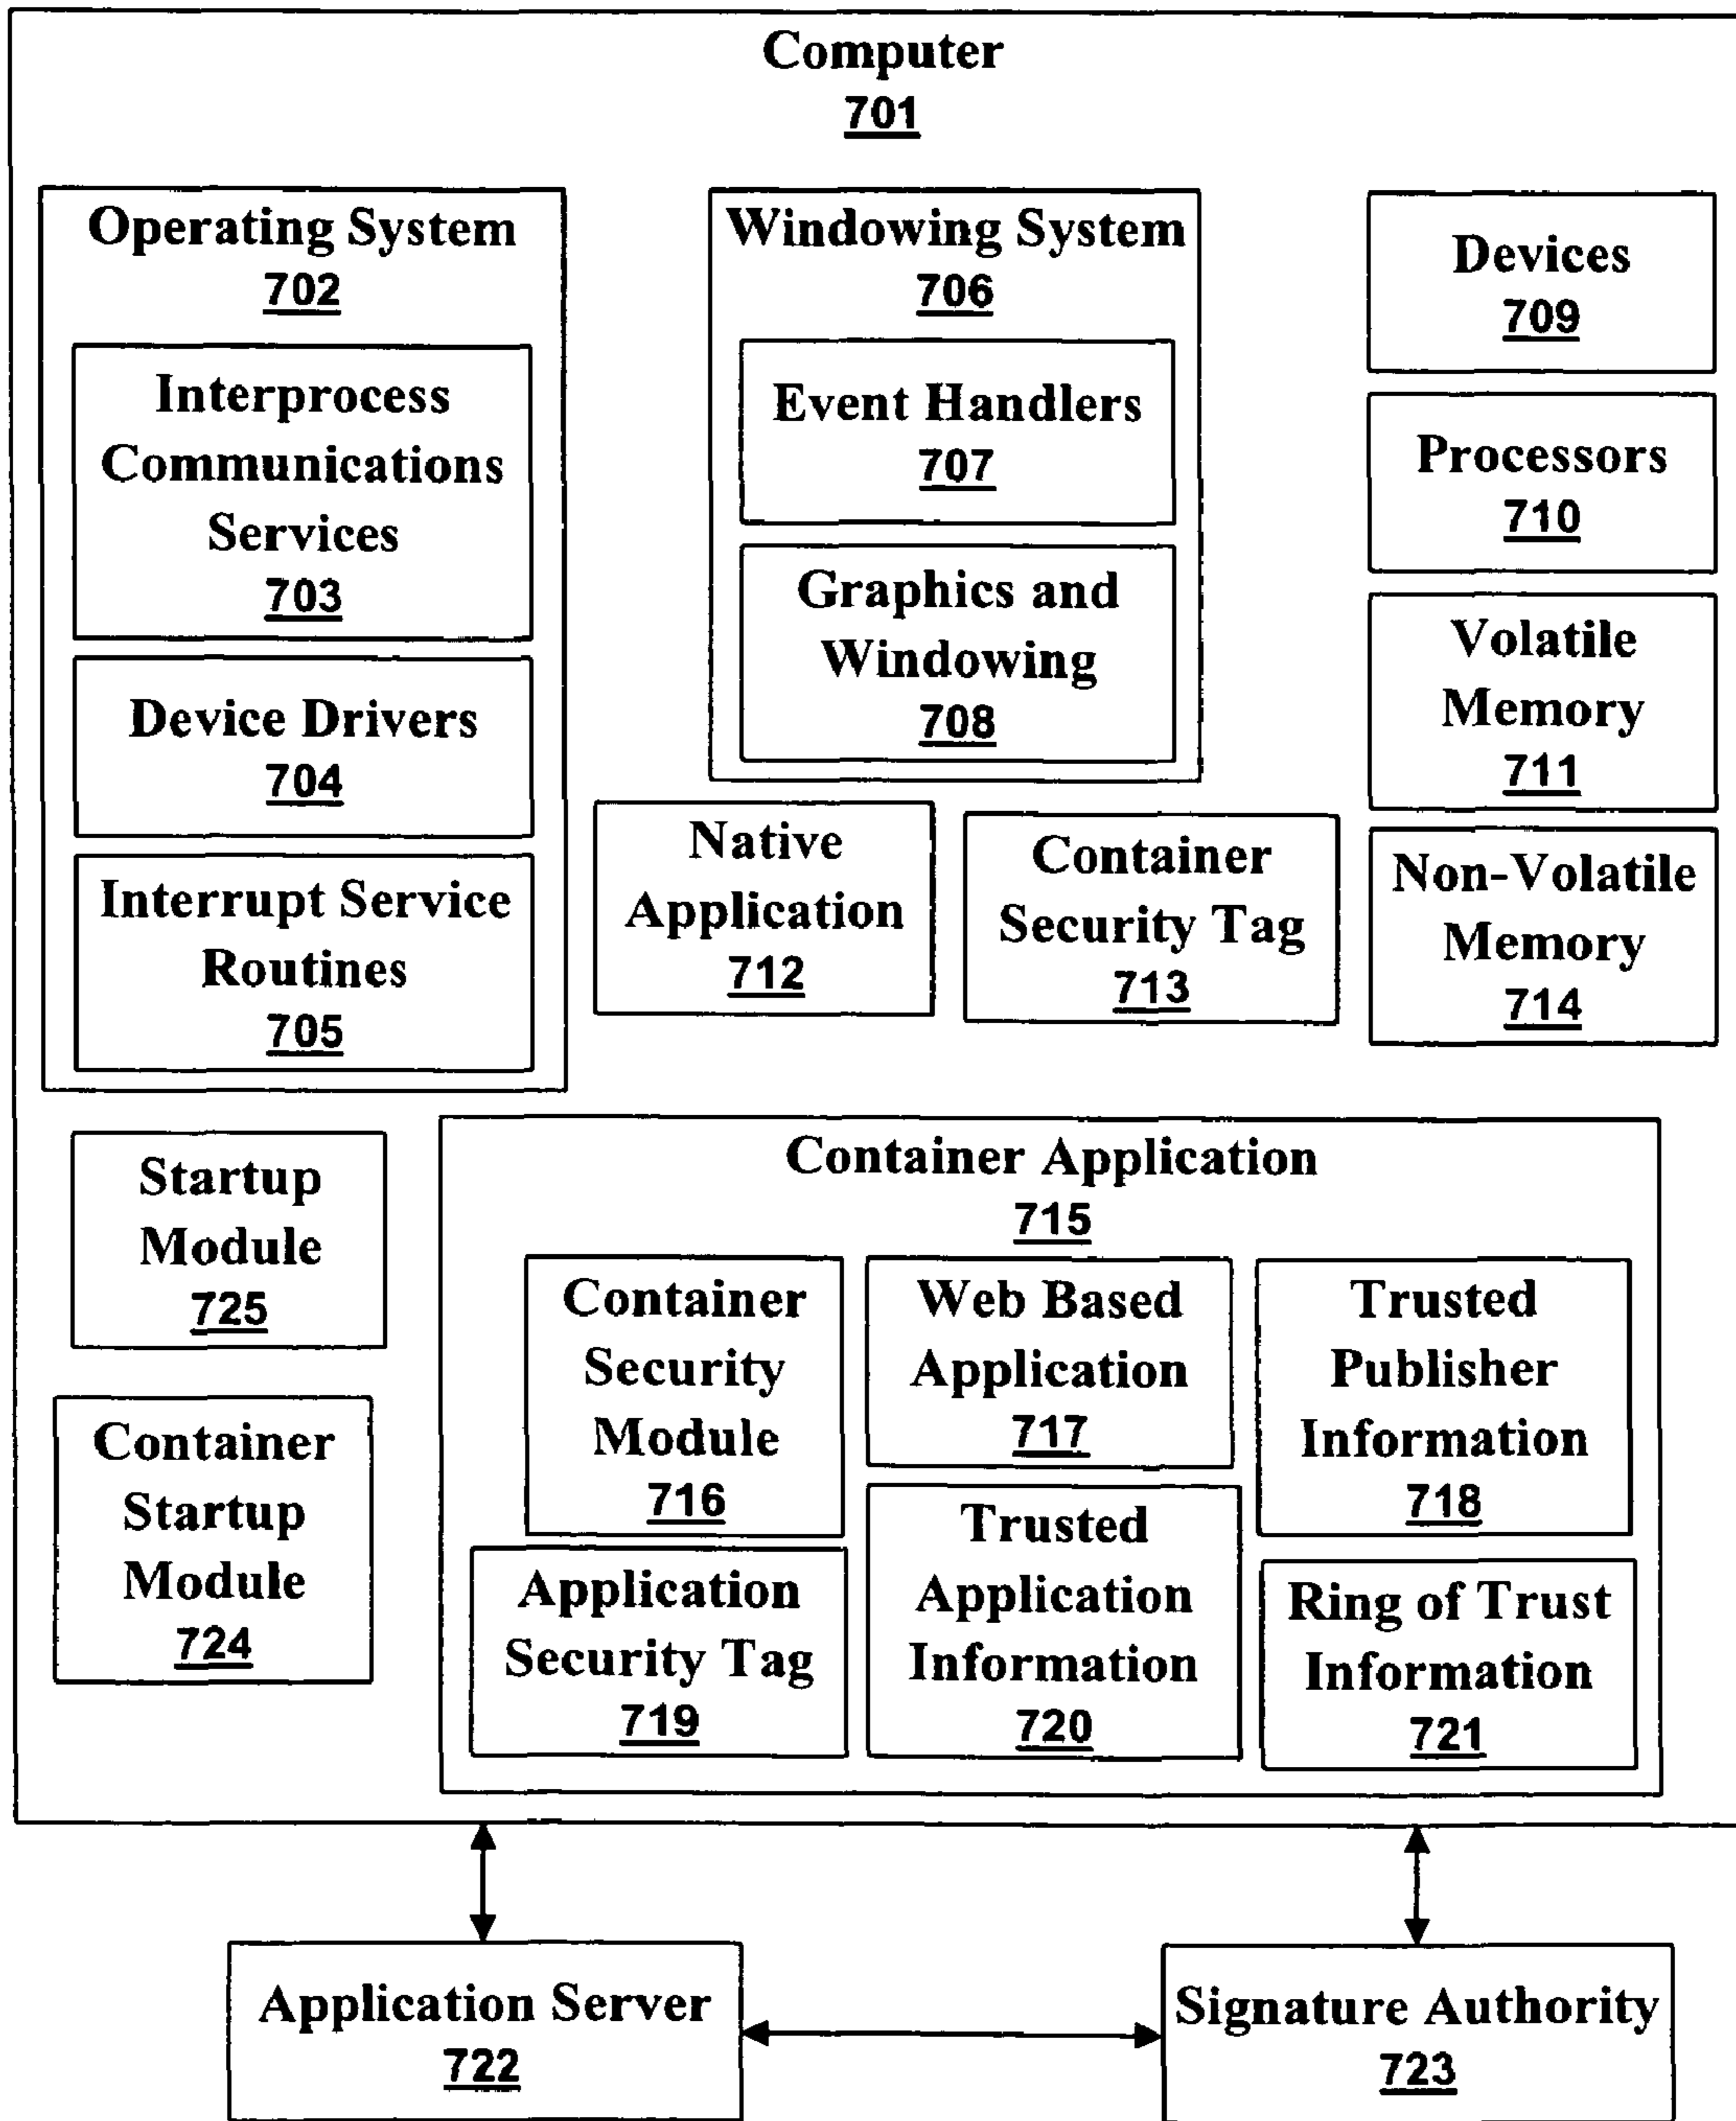 Computer
701
Operating System
702
Interprocess
Communications
Services
703
Device Drivers
704
Interrupt Service
Routines
705
Windowing System
706
Event Handlers
707
Graphics and
Windowing
708
Devices
709
Processors
710
Volatile
Memory
711
Native
Application
712
Container
Security Tag
713
Non-Volatile
Memory
714
Startup
Module
725
Container
Startup
Module
724
Container Application
715
Container
Security
Module
716
Web Based
Application
717
Trusted
Publisher
Information
718
Application
Security Tag
719
Trusted
Application
Information
720
Ring of Trust
Information
721
Application Server
722
Signature Authority
723